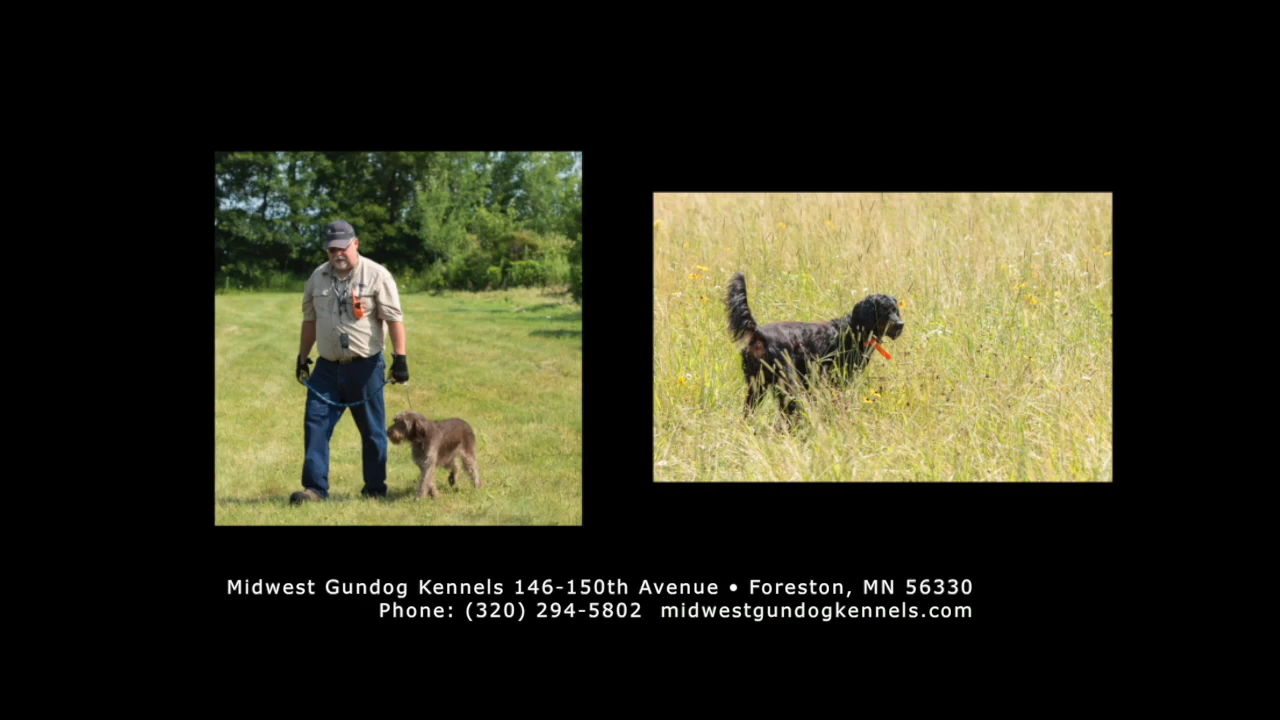 Midwest Gundog Kennels 146-150th Avenue • Foreston, MN 56330
Phone: (320) 294-5802 midwestgundogkennels.com